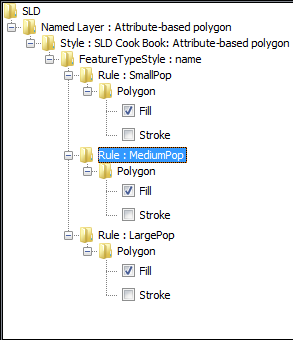 SLD
Named Layer : Attribute-based polygon
Style : SLD Cook Book: Attribute-based polygon
FeatureTypeStyle : name
Rule : SmallPop
Polygon
Fill
Stroke
Rule : MediumPop
Polygon
Fill
Stroke
Rule : LargePop
Polygon
Fill
Stroke